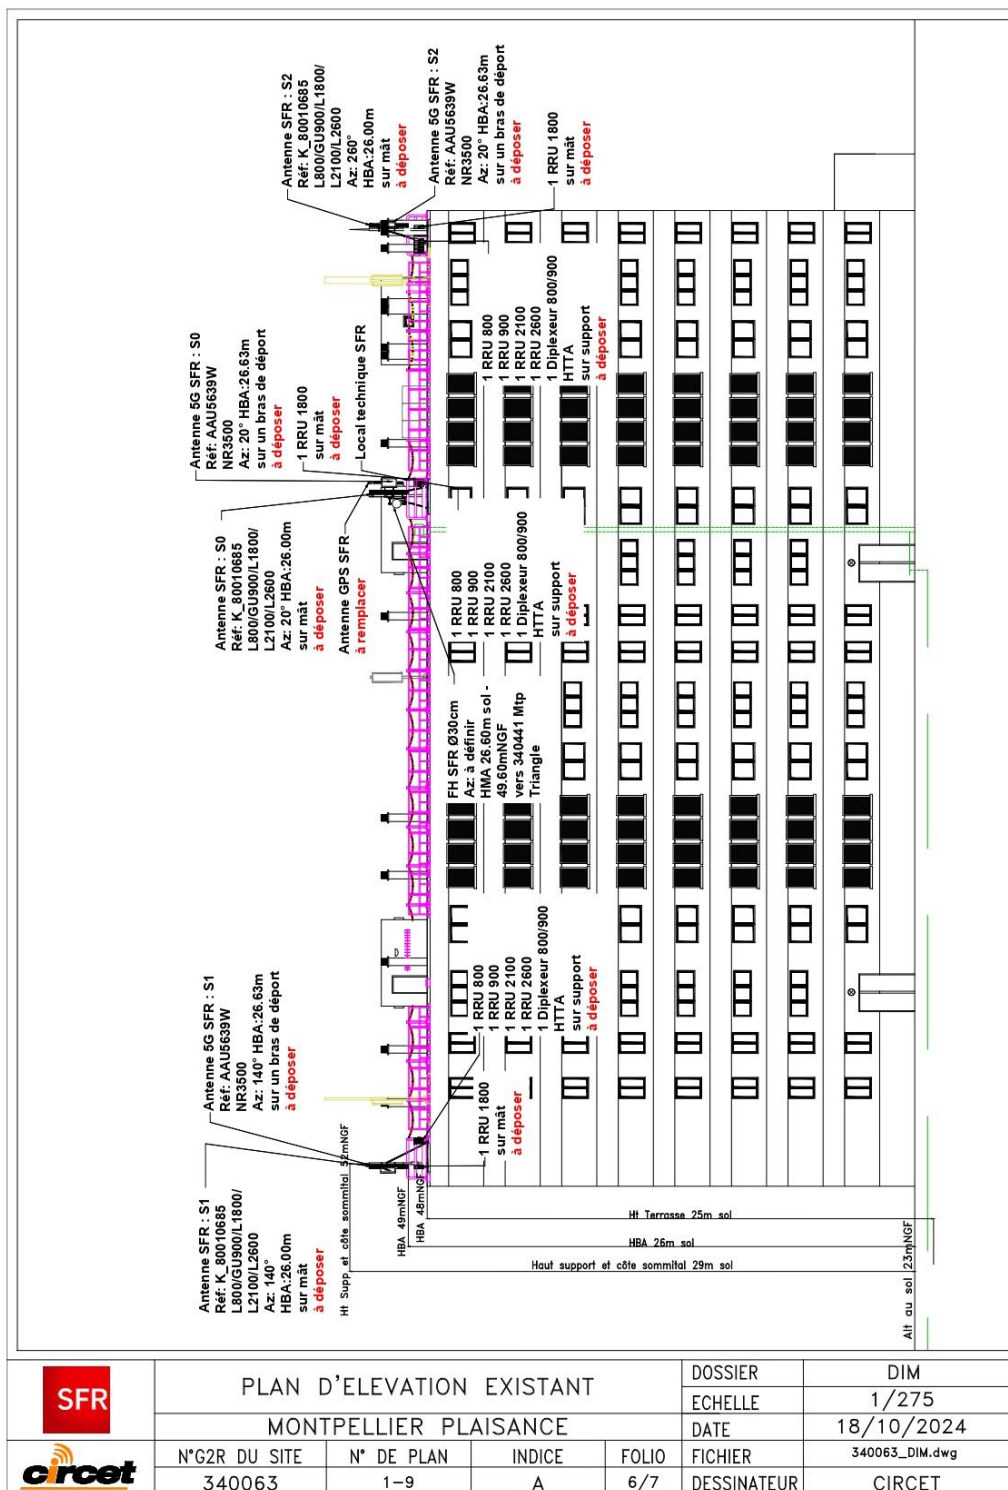 Antenne SFR : S1
Réf: K_80010685
L800/GU900/L1800/
L2100/L2600
Az: 140°
HBA:26.00m
sur mât
à déposer
Antenne 5G SFR : S1
Réf: AAU5639W
NR3500
Az: 140° HBA:26.63m
sur un bras de déport
à déposer
1 RRU 1800
sur mât
à déposer
1 RRU 800
1 RRU 900
1 RRU 2100
1 RRU 2600
1 Diplexeur 800/900
HTTA
sur support
à déposer
Antenne SFR : S0
Réf: K_80010685
L800/GU900/L1800/
L2100/L2600
Az: 20° HBA:26.00m
sur mât
à déposer
Antenne GPS SFR
à remplacer
Antenne 5G SFR : S0
Réf: AAU5639W
NR3500
Az: 20° HBA:26.63m
sur un bras de déport
à déposer
1 RRU 1800
sur mât
à déposer
Local technique SFR
FH SFR Ø30cm
Az: à définir
HMA 26.60m sol -
49.60mNGF
vers 340441 Mtp
Triangle
1 RRU 800
1 RRU 900
1 RRU 2100
1 RRU 2600
1 Diplexeur 800/900
HTTA
sur support
à déposer
Antenne SFR : S2
Réf: K_80010685
L800/GU900/L1800/
L2100/L2600
Az: 260°
HBA:26.00m
sur mât
à déposer
Antenne 5G SFR : S2
Réf: AAU5639W
NR3500
Az: 20° HBA:26.63m
sur un bras de déport
à déposer
1 RRU 1800
sur mât
à déposer
1 RRU 800
1 RRU 900
1 RRU 2100
1 RRU 2600
1 Diplexeur 800/900
HTTA
sur support
à déposer
Ht Supp et côte sommital 52mNGF
HBA 49mNGF
HBA 48mNGF
Ht Terrasse 25m sol
HBA 26m sol
Haut support et côte sommital 29m sol
Alt au sol 23mNGF
SFR
circet
PLAN D'ELEVATION EXISTANT
MONTPELLIER PLAISANCE
N°G2R DU SITE
N° DE PLAN
INDICE
FOLIO
340063
1-9
A
6/7
DOSSIER
DIM
ECHELLE
1/275
DATE
18/10/2024
FICHIER
340063_DIM.dwg
DESSINATEUR
CIRCET